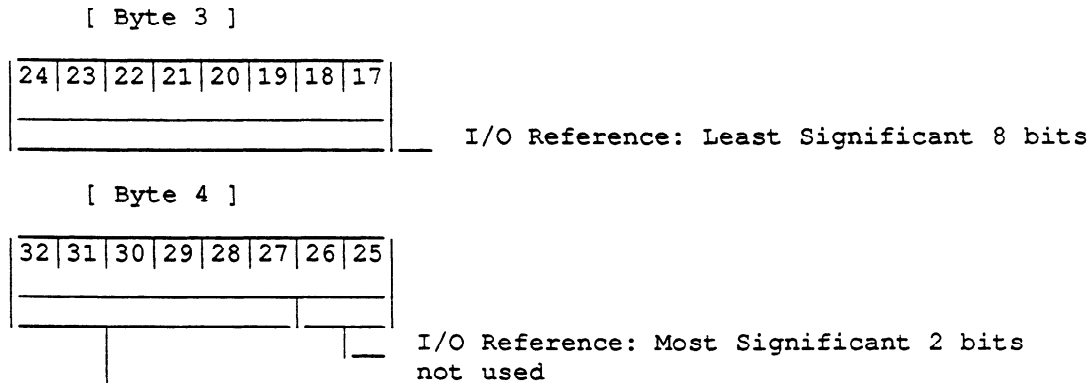 [ Byte 3 ]
24|23|22|21|20|19|18|17
I/O Reference: Least Significant 8 bits
[ Byte 4 ]
32|31|30|29|28|27|26|25
I/O Reference: Most Significant 2 bits
not used